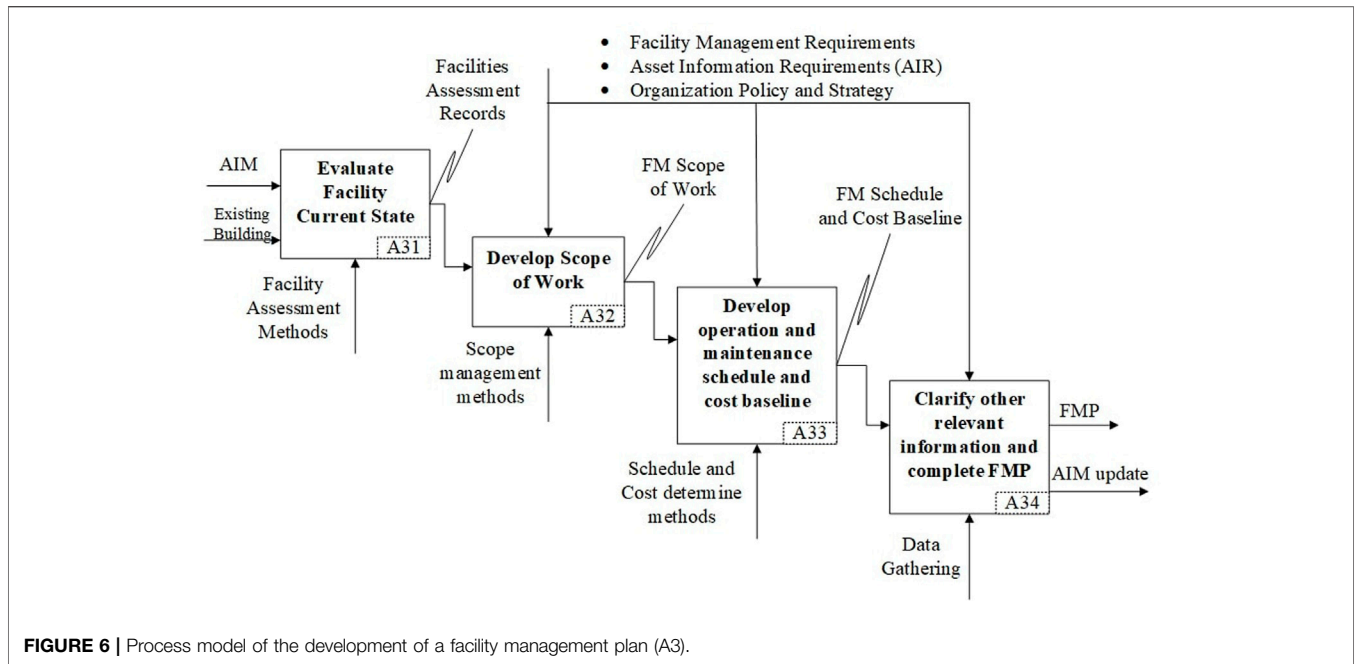 • Facility Management Requirements
• Asset Information Requirements (AIR)
• Organization Policy and Strategy
Facilities
Assessment
Records
AIM
Existing
Building
Evaluate
Facility
Current State
A31
Facility
Assessment
Methods
FM Scope
of Work
Develop Scope
of Work
A32
Scope
management
methods
FM Schedule
and Cost Baseline
Develop
operation and
maintenance
schedule and
cost baseline
A33
Schedule and
Cost determine
methods
Clarify other
relevant
information and
complete FMP
A34
FMP
AIM update
Data
Gathering
FIGURE 6 | Process model of the development of a facility management plan (A3).